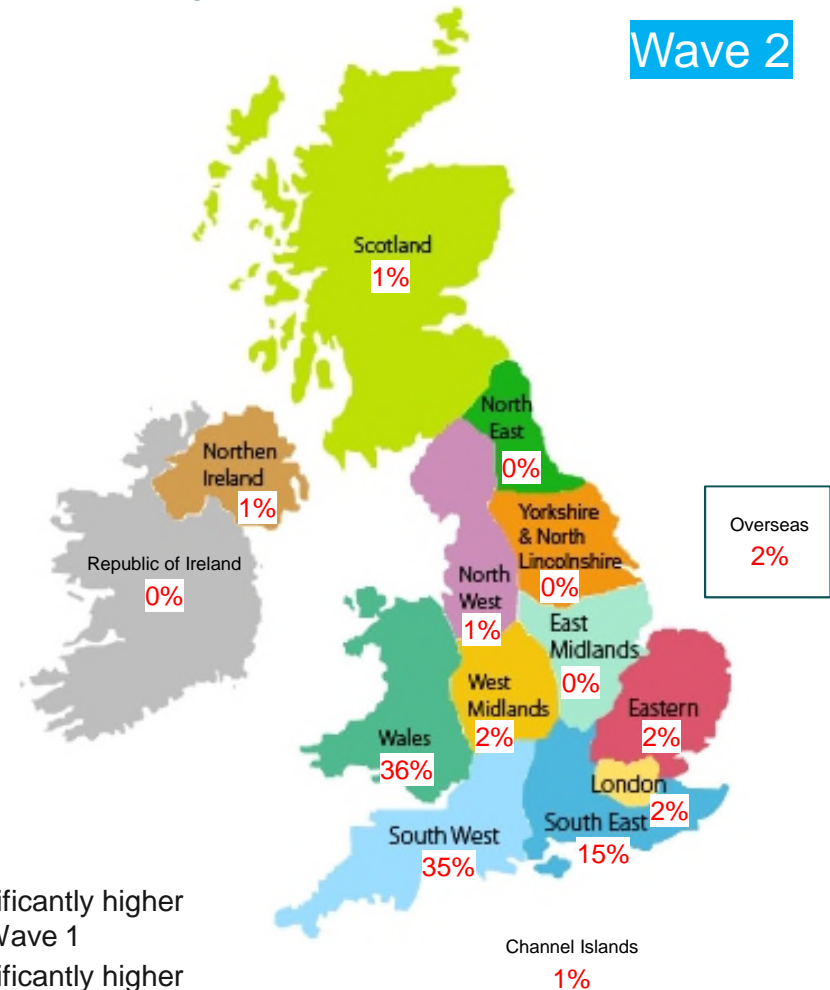 Wave 2
Scotland
1%
North
East
0%
Northen
Ireland
1%
Republic of Ireland
0%
Yorkshire
& North
Lincolnshire
0%
Overseas
2%
North
West
1%
East
Midlands
0%
West
Midlands
2%
Eastern
2%
Wales
36%
London
2%
South East
15%
South West
35%
ificantly higher
Wave 1
ificantly higher
Channel Islands
1%